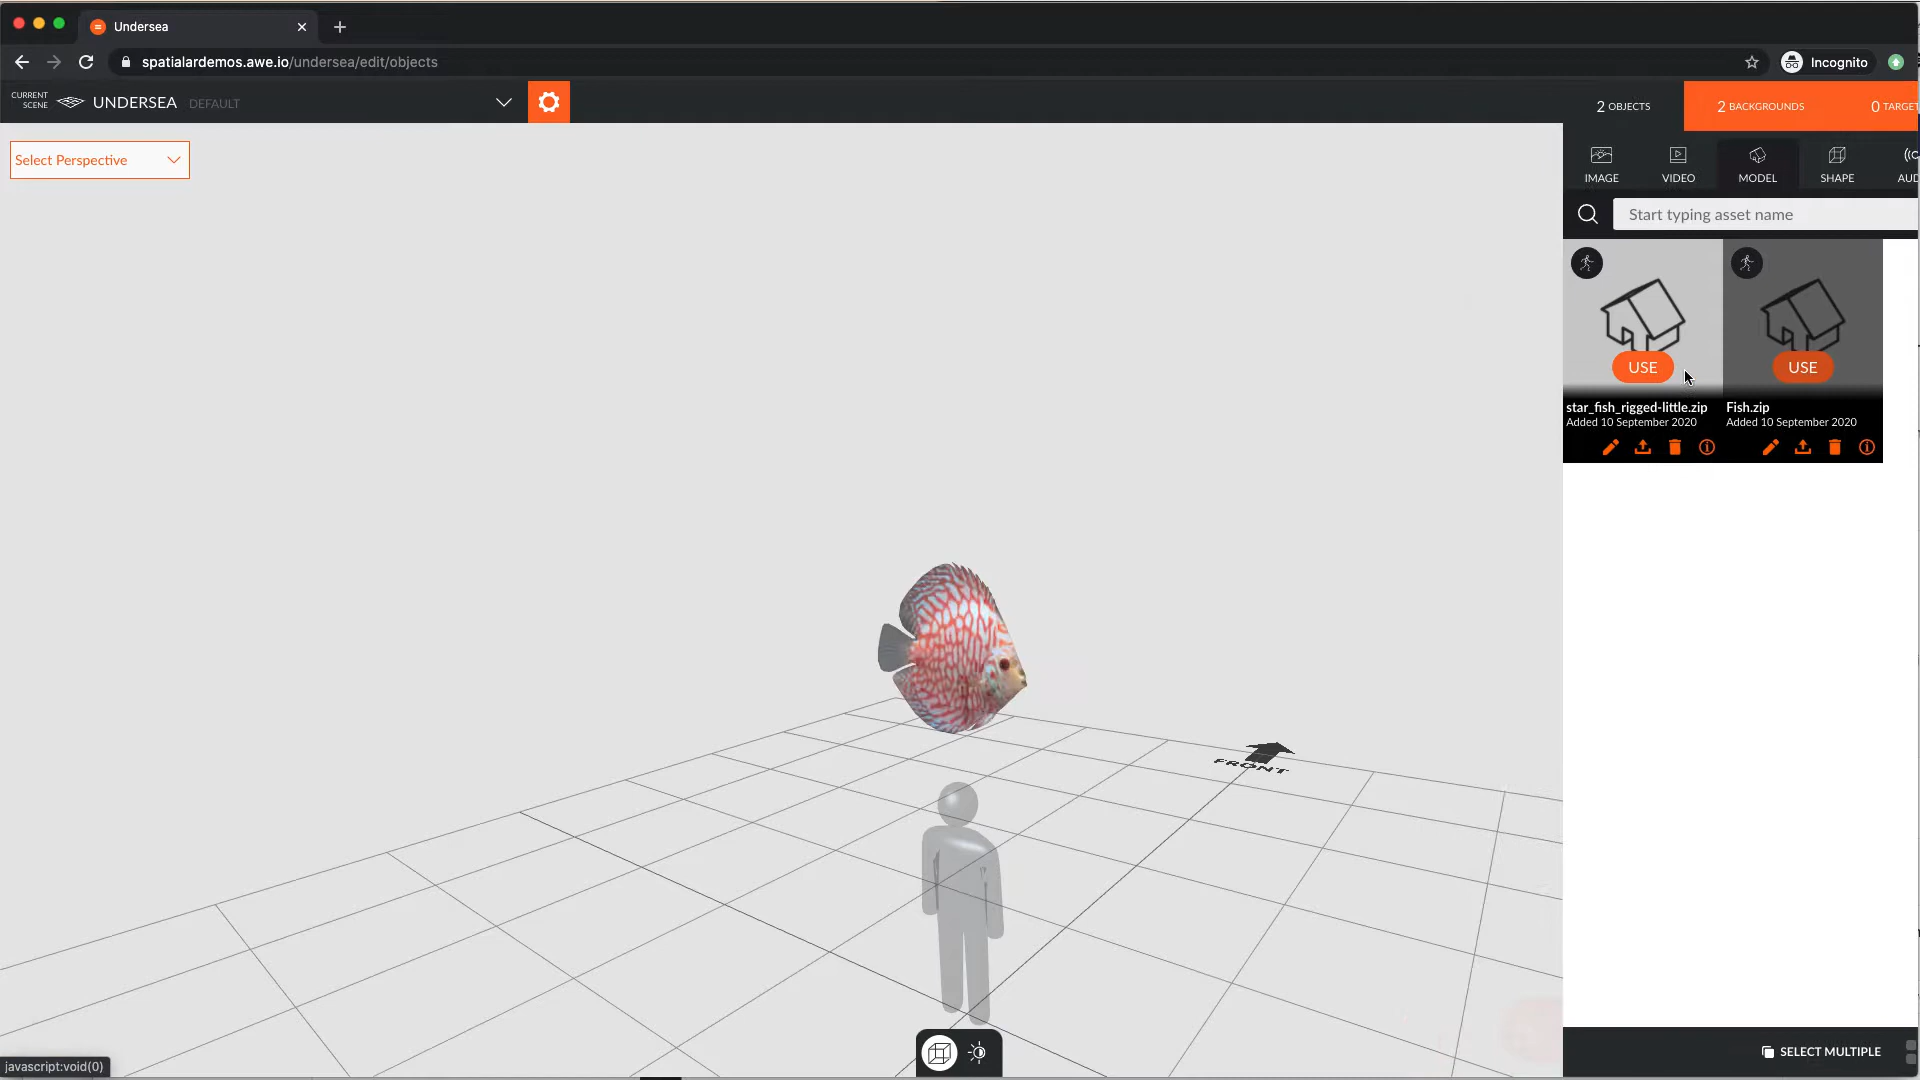 Undersea
spatialardemos.awe.io/undersea/edit/objects
Incognito
CURRENT SCENE
UNDERSEA DEFAULT
2 OBJECTS
2 BACKGROUNDS
0 TARGET
Select Perspective
IMAGE
VIDEO
MODEL
SHAPE
AUD
Start typing asset name
USE
USE
star_fish_rigged-little.zip
Added 10 September 2020
Fish.zip
Added 10 September 2020
FRONT
SELECT MULTIPLE
javascript:void(0)